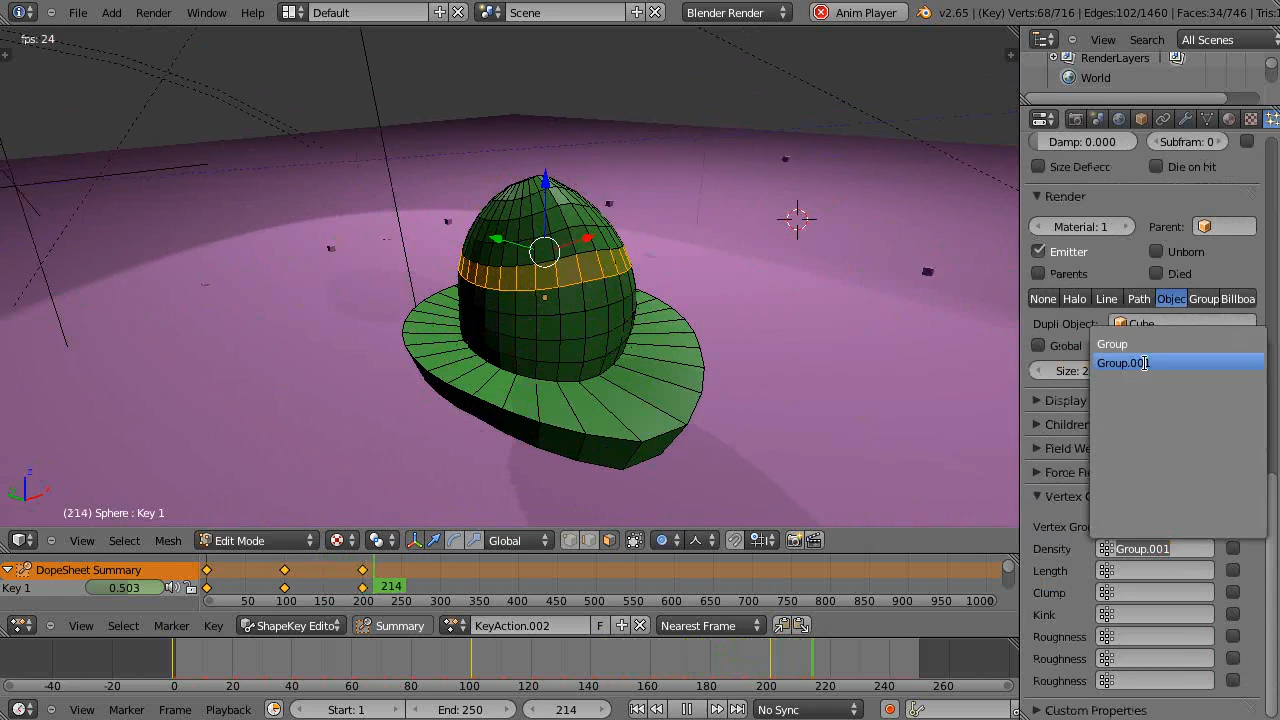 File Add Render Window Help Default Scene Blender Render Anim Player v2.65 | (Key) Verts:68/716 | Edges:102/1460 | Faces:34/746 | Tris:1
fps: 24
View Search All Scenes
RenderLayers
World
Damp: 0.000 Subfram: 0
Size Deflect Die on hit
Render
Material: 1 Parent:
Emitter Unborn
Parents Died
None Halo Line Path Objec Group Billboa
Dupli Object: Cube
Global
Group
Group.001
Size: 2
Display
Children
Field We
Force Fi
Vertex G
Vertex Gro
Density Group.001
Length
Clump
Kink
Roughness
Roughness
Roughness
Custom Properties
z
x
(214) Sphere : Key 1
View Select Mesh Edit Mode Global
DopeSheet Summary
Key 1 0.503 214
50 100 150 200 250 300 350 400 450 500 550 600 650 700 750 800 850 900 950 1000
View Select Marker Key ShapeKey Edito Summary KeyAction.002 F Nearest Frame
-40 -20 0 20 40 60 80 100 120 140 160 180 200 220 240 260
View Marker Frame Playback Start: 1 End: 250 214 No Sync